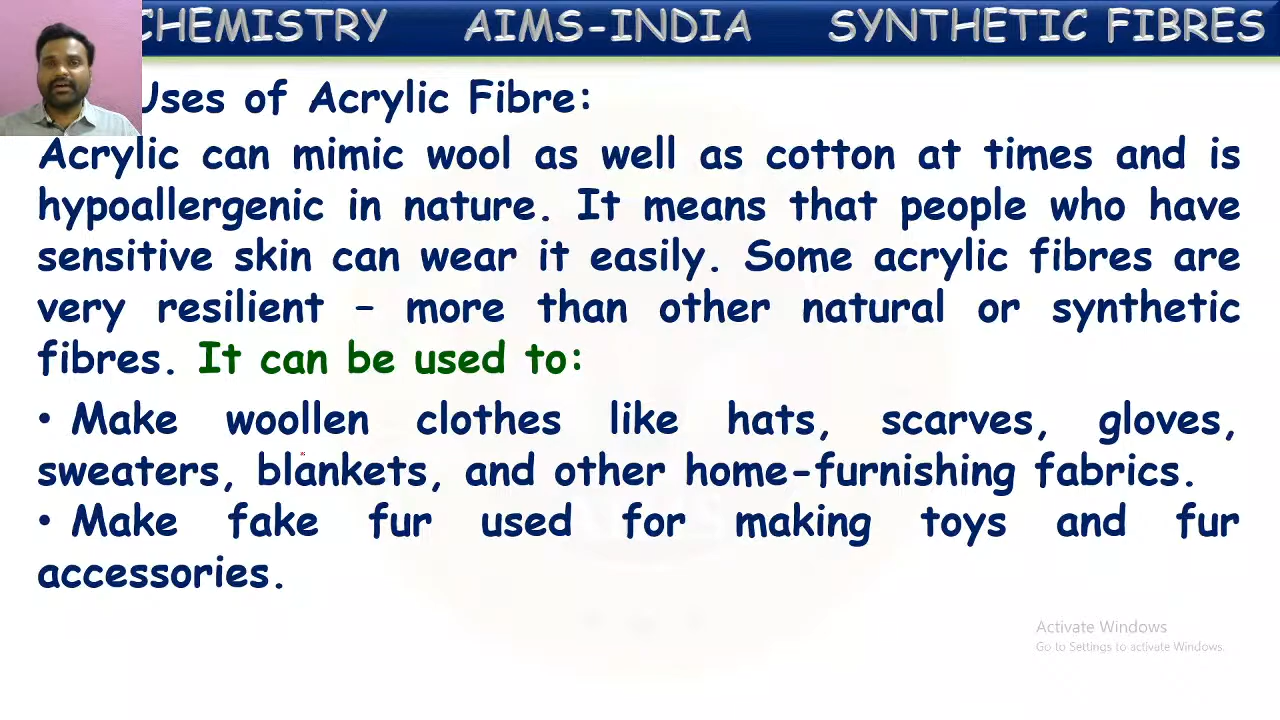 CHEMISTRY AIMS-INDIA SYNTHETIC FIBRES
Uses of Acrylic Fibre:
Acrylic can mimic wool as well as cotton at times and is
hypoallergenic in nature. It means that people who have
sensitive skin can wear it easily. Some acrylic fibres are
very resilient – more than other natural or synthetic
fibres. It can be used to:
• Make woollen clothes like hats, scarves, gloves,
sweaters, blankets, and other home-furnishing fabrics.
• Make fake fur used for making toys and fur
accessories.
Activate Windows
Go to Settings to activate Windows.